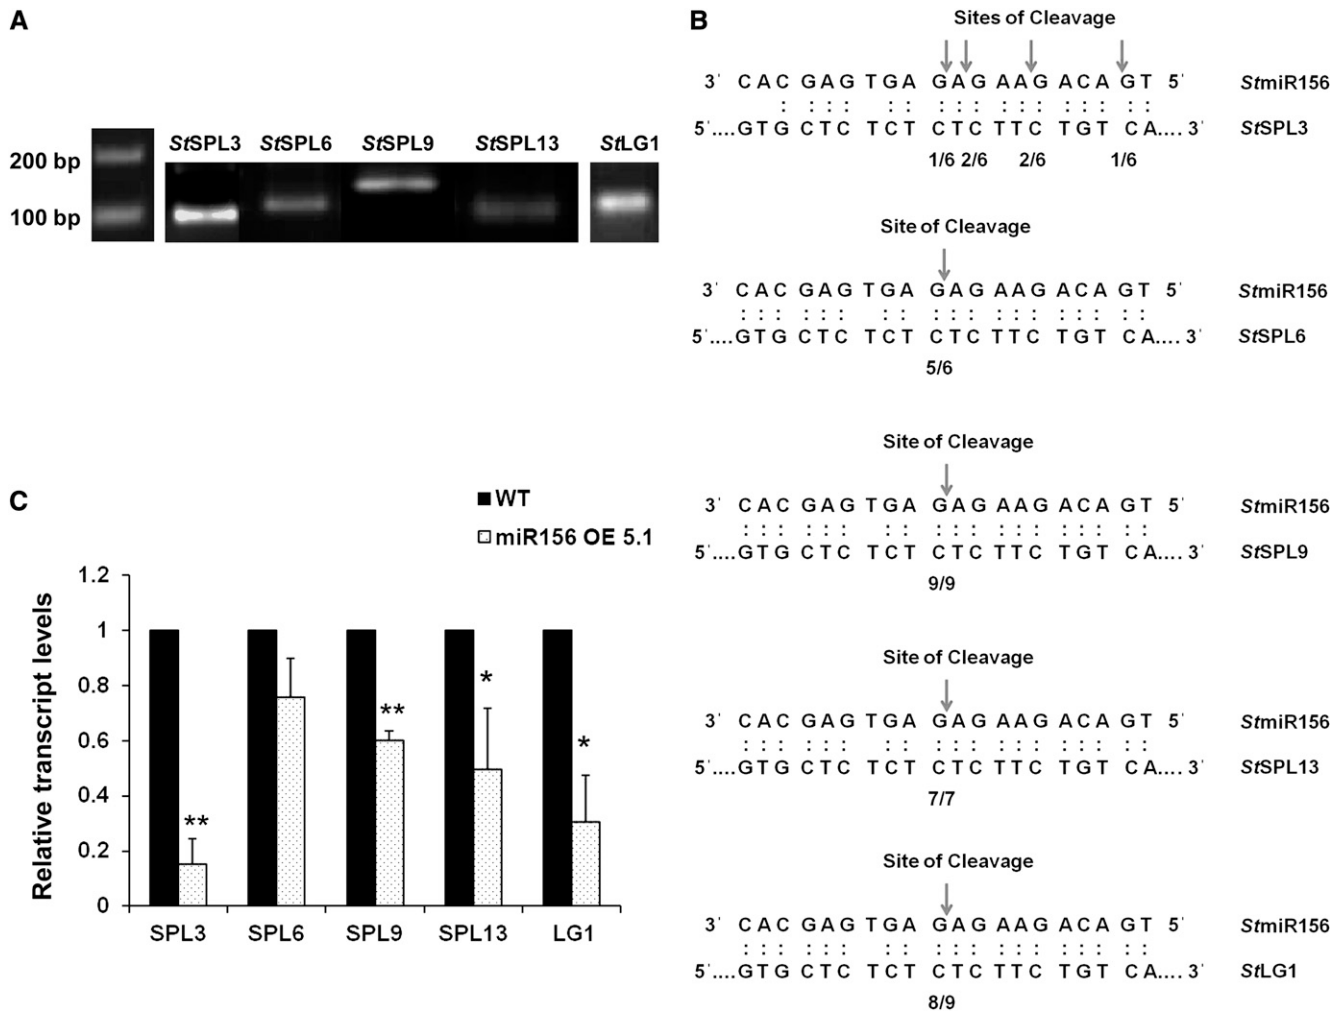 A
StSPL3 StSPL6 StSPL9 StSPL13 StLG1
200 bp
100 bp
B
Sites of Cleavage
3' CAC GAG TGA GAG AAG ACA GT 5' StmiR156
: : : : : : : : : : : : : : : : :
5'....GTG CTC TCT CTC TTC TGT CA.... 3' StSPL3
1/6 2/6 2/6 1/6
Site of Cleavage
3' CAC GAG TGA GAG AAG ACA GT 5' StmiR156
: : : : : : : : : : : : : : : : : : :
5'....GTG CTC TCT CTC TTC TGT CA.... 3' StSPL6
5/6
Site of Cleavage
3' CAC GAG TGA GAG AAG ACA GT 5' StmiR156
: : : : : : : : : : : : : : : : : : :
5'....GTG CTC TCT CTC TTC TGT CA.... 3' StSPL9
9/9
Site of Cleavage
3' CAC GAG TGA GAG AAG ACA GT 5' StmiR156
: : : : : : : : : : : : : : : : : : :
5'....GTG CTC TCT CTC TTC TGT CA.... 3' StSPL13
7/7
Site of Cleavage
3' CAC GAG TGA GAG AAG ACA GT 5' StmiR156
: : : : : : : : : : : : : : : : : : :
5'....GTG CTC TCT CTC TTC TGT CA.... 3' StLG1
8/9
C
WT
miR156 OE 5.1
Relative transcript levels
1.2
1
0.8
0.6
0.4
0.2
0
** ** * *
SPL3 SPL6 SPL9 SPL13 LG1